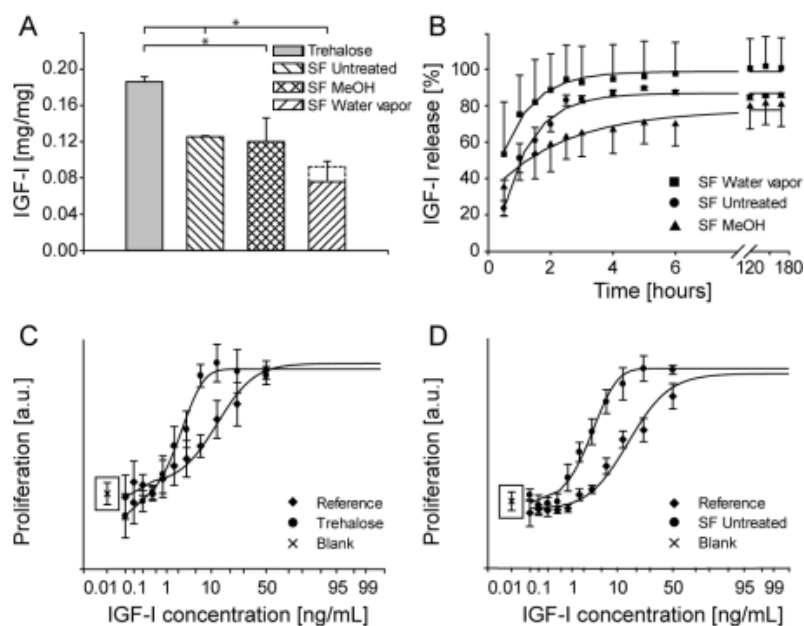 A
*
*
IGF-I [mg/mg]
0.20
0.16
0.12
0.08
0.04
0.00
Trehalose
SF Untreated
SF MeOH
SF Water vapor
B
IGF-I release [%]
120
100
80
60
40
20
0
SF Water vapor
SF Untreated
SF MeOH
0 2 4 6 120 180
Time [hours]
C
Proliferation [a.u.]
Reference
Trehalose
Blank
0.01 0.1 1 10 50 95 99
IGF-I concentration [ng/mL]
D
Proliferation [a.u.]
Reference
SF Untreated
Blank
0.01 0.1 1 10 50 95 99
IGF-I concentration [ng/mL]